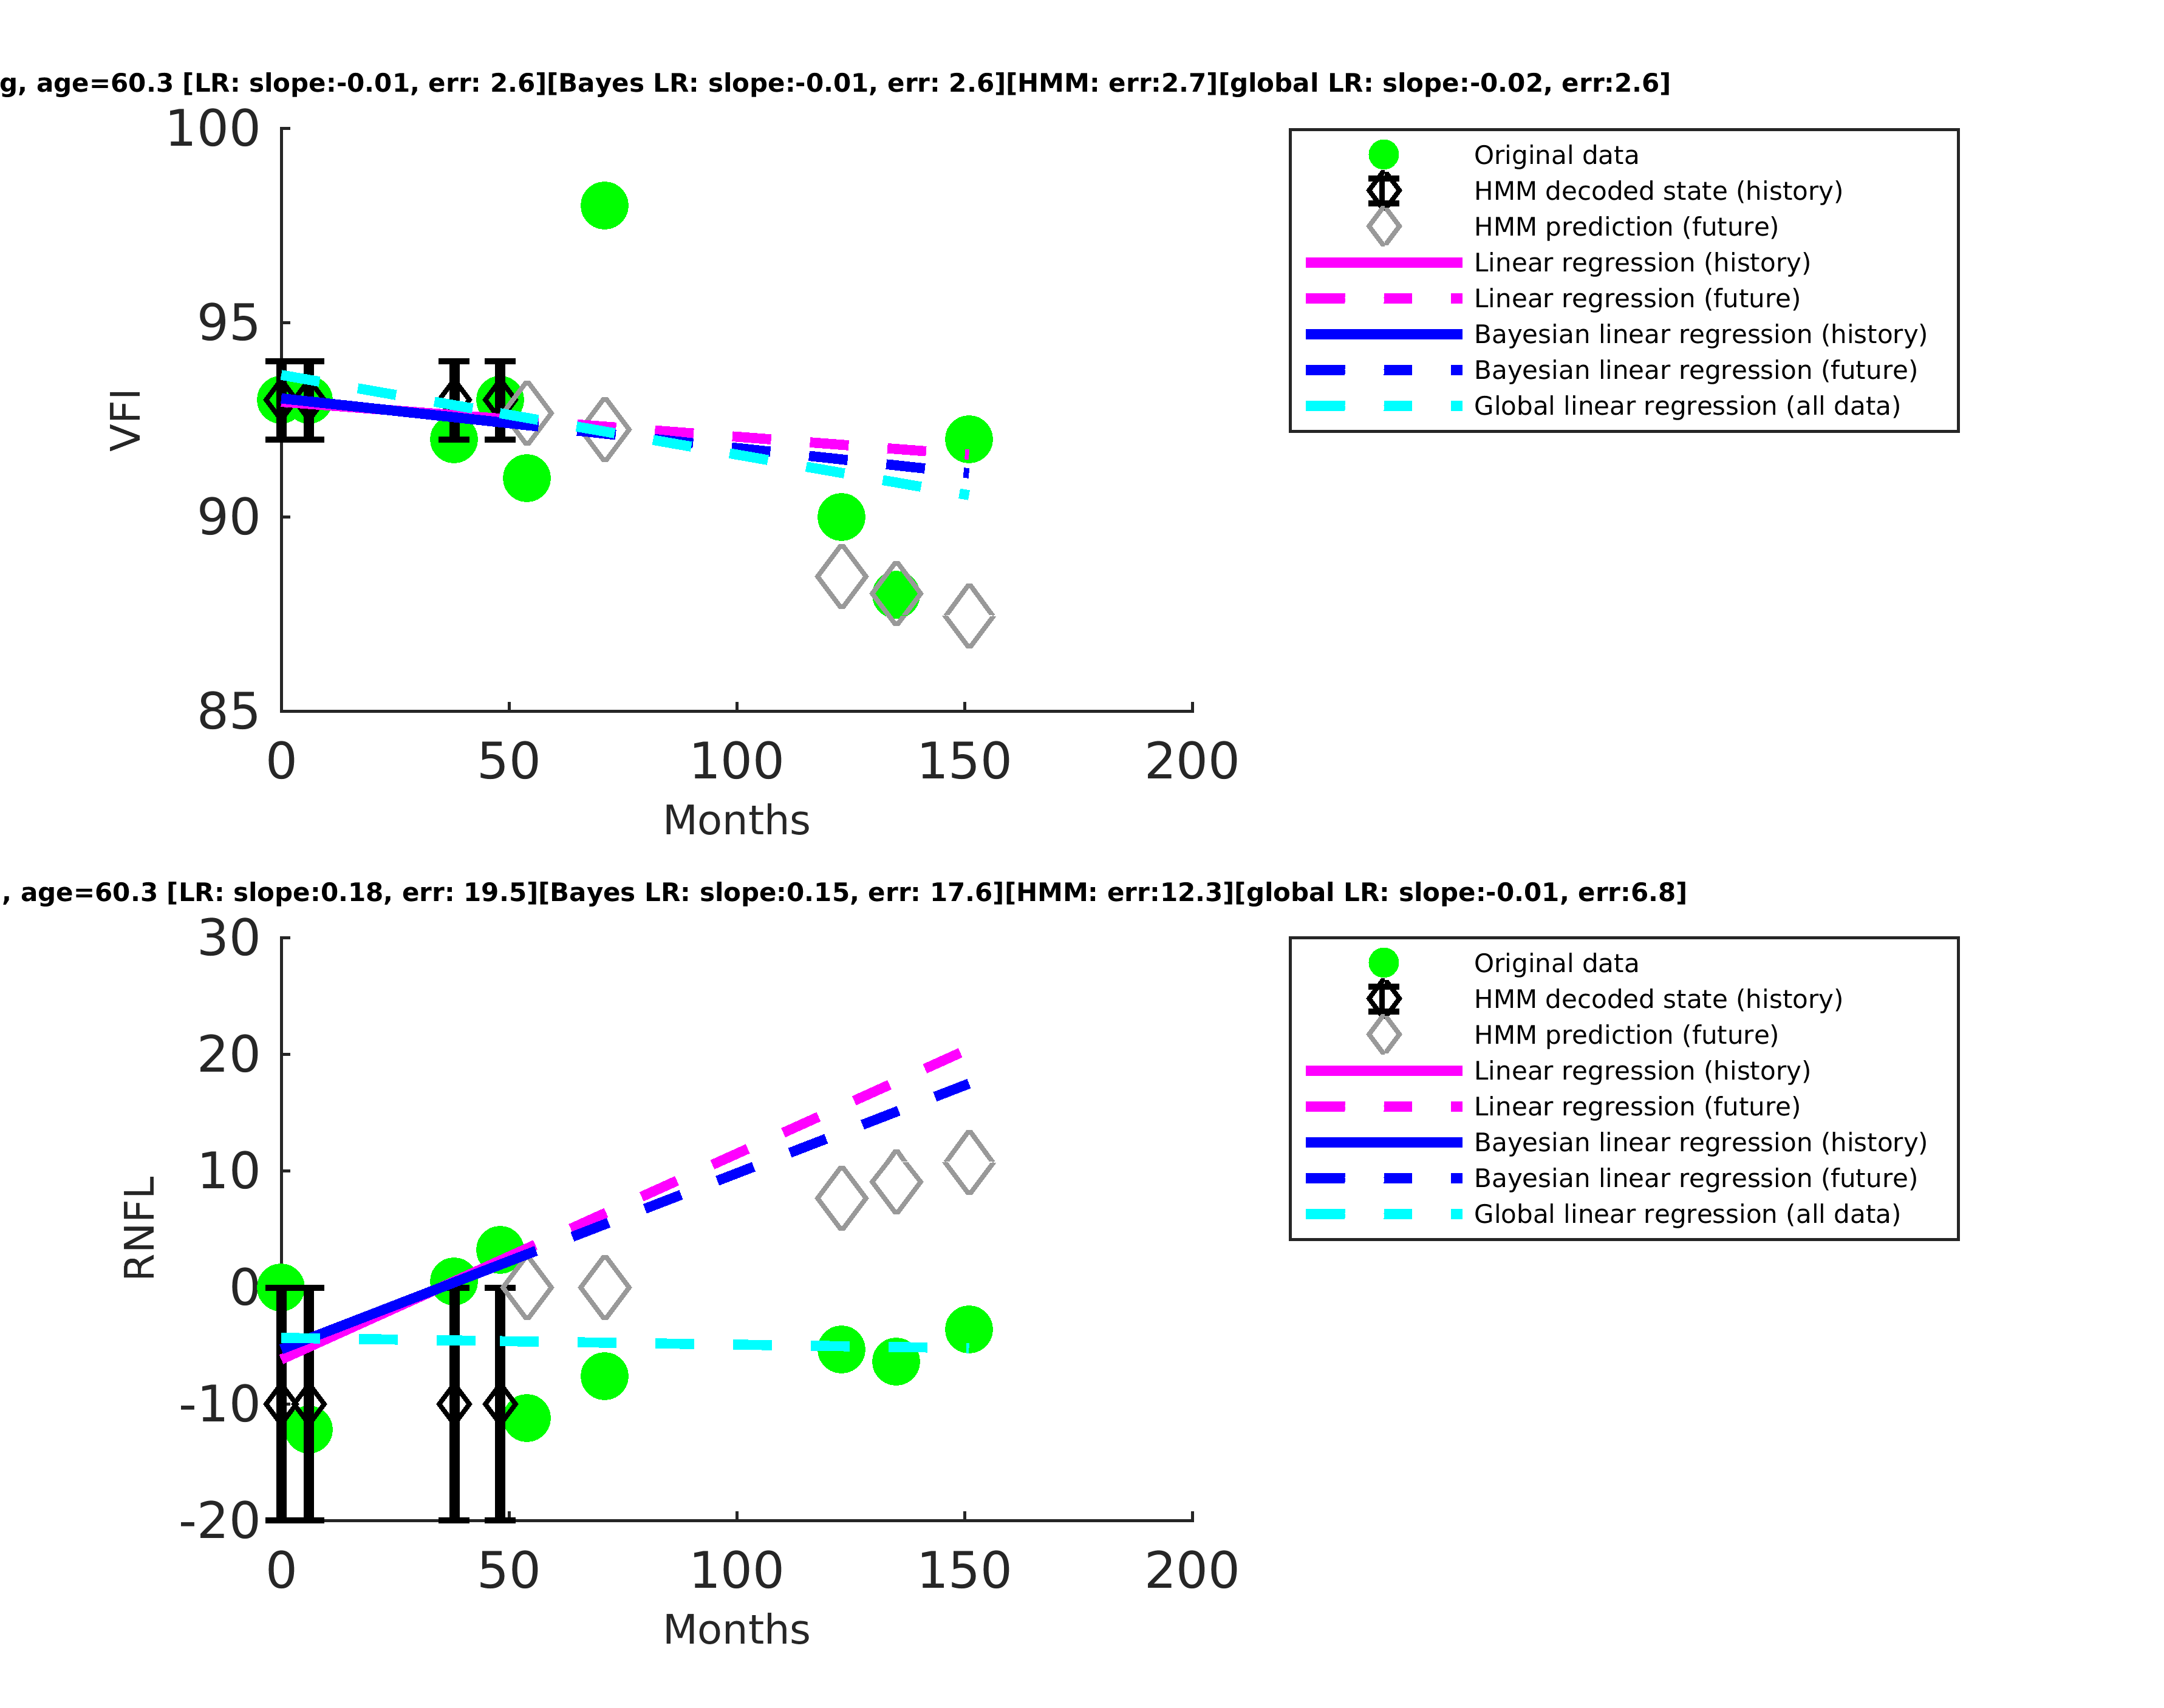 g, age=60.3 [LR: slope:-0.01, err: 2.6][Bayes LR: slope:-0.01, err: 2.6][HMM: err:2.7][global LR: slope:-0.02, err:2.6]
100
95
90
85
VFI
0 50 100 150 200
Months
Original data
HMM decoded state (history)
HMM prediction (future)
Linear regression (history)
Linear regression (future)
Bayesian linear regression (history)
Bayesian linear regression (future)
Global linear regression (all data)
, age=60.3 [LR: slope:0.18, err: 19.5][Bayes LR: slope:0.15, err: 17.6][HMM: err:12.3][global LR: slope:-0.01, err:6.8]
30
20
10
0
-10
-20
RNFL
0 50 100 150 200
Months
Original data
HMM decoded state (history)
HMM prediction (future)
Linear regression (history)
Linear regression (future)
Bayesian linear regression (history)
Bayesian linear regression (future)
Global linear regression (all data)